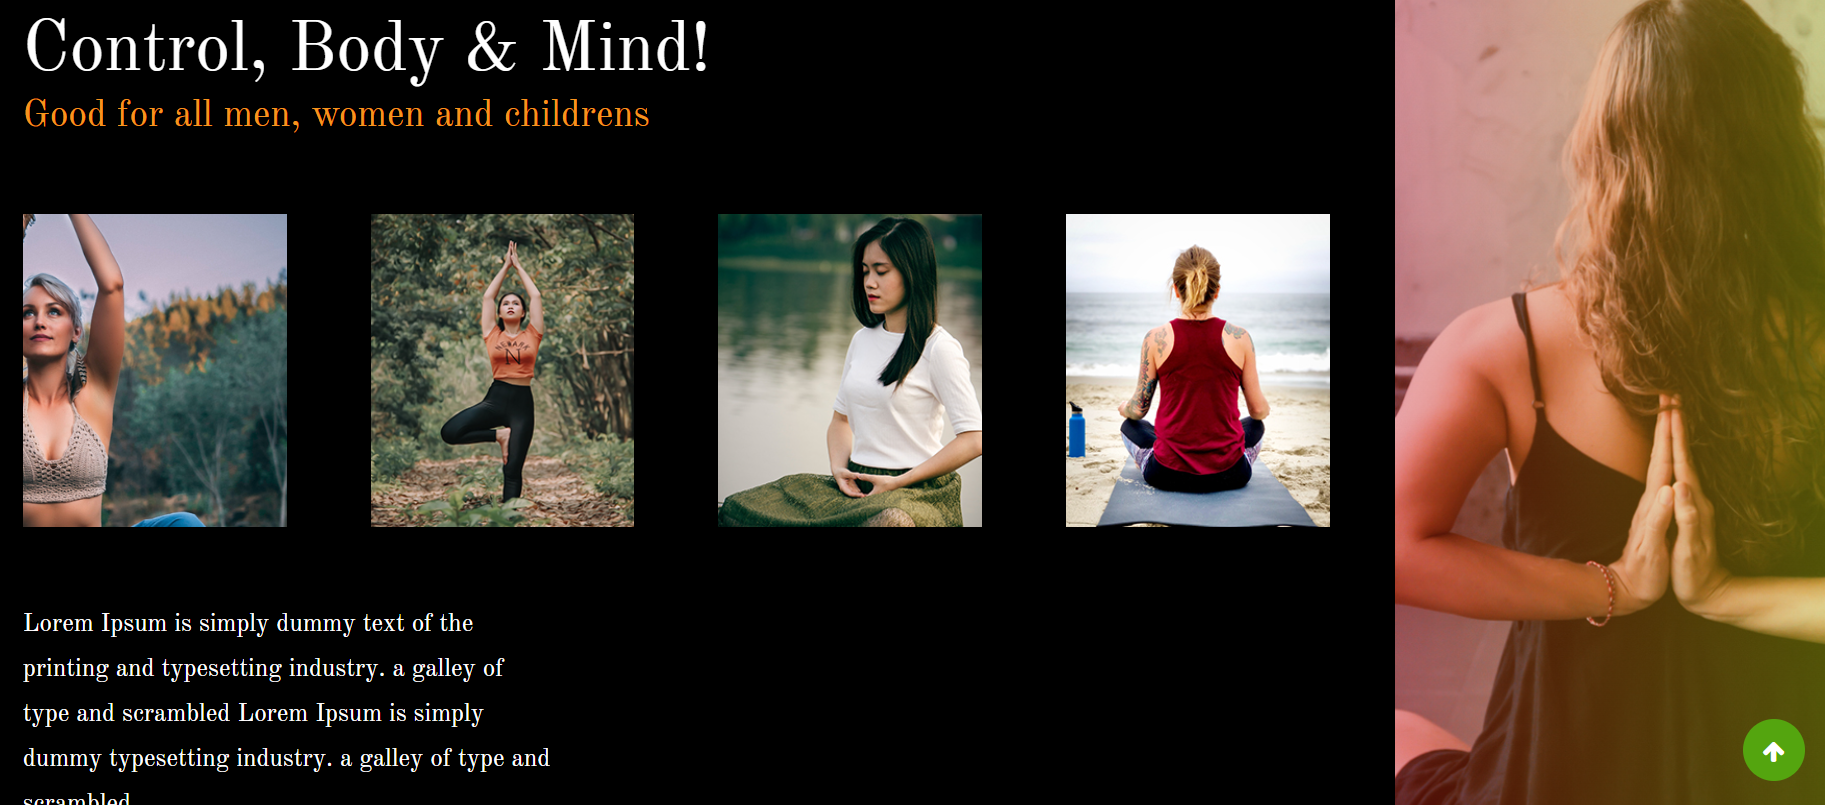 Control, Body & Mind!
Good for all men, women and childrens
N
Lorem Ipsum is simply dummy text of the
printing and typesetting industry. a galley of
type and scrambled Lorem Ipsum is simply
dummy typesetting industry. a galley of type and
scrambled